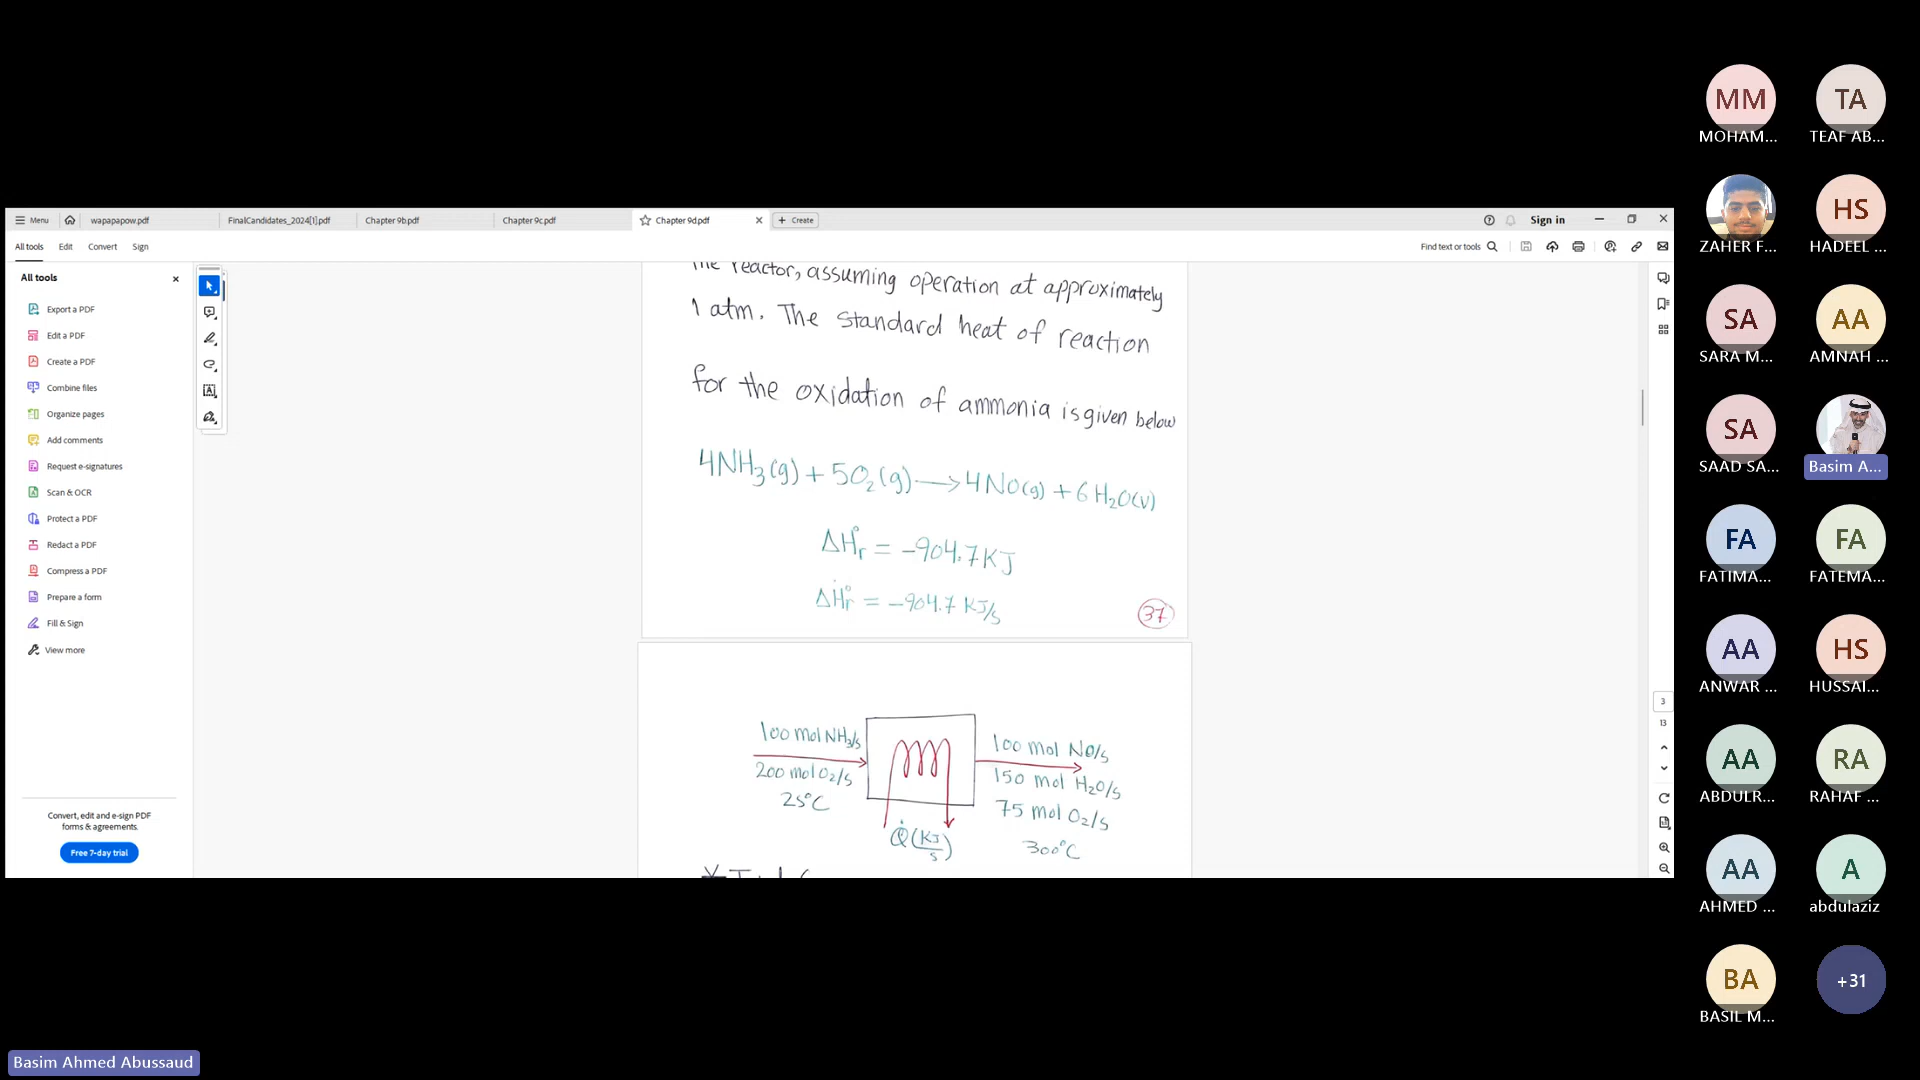 Menu
wapapapow.pdf
FinalCandidates_2024[1].pdf
Chapter 9b.pdf
Chapter 9c.pdf
Chapter 9d.pdf
Create
Sign in
All tools
Edit
Convert
Sign
Find text or tools
All tools
Export a PDF
Edit a PDF
Create a PDF
Combine files
Organize pages
Add comments
Request e-signatures
Scan & OCR
Protect a PDF
Redact a PDF
Compress a PDF
Prepare a form
Fill & Sign
View more
Convert, edit and e-sign PDF
forms & agreements.
Free 7-day trial
the reactor, assuming operation at approximately
1 atm. The standard heat of reaction
for the oxidation of ammonia is given below
4NH₃(g) + 5O₂(g) → 4NO(g) + 6H₂O(v)
ΔH°r = -904.7 KJ
ΔḢ°r = -904.7 KJ/s
37
100 mol NH₃/s
200 mol O₂/s
25°C
Q̇(KJ/s)
100 mol NO/s
150 mol H₂O/s
75 mol O₂/s
300°C
3
13
MM
MOHAM...
TA
TEAF AB...
ZAHER F...
HS
HADEEL ...
SA
SARA M...
AA
AMNAH ...
SA
SAAD SA...
Basim A...
FA
FATIMA...
FA
FATEMA...
AA
ANWAR ...
HS
HUSSAI...
AA
ABDULR...
RA
RAHAF ...
AA
AHMED ...
A
abdulaziz
BA
BASIL M...
+31
Basim Ahmed Abussaud